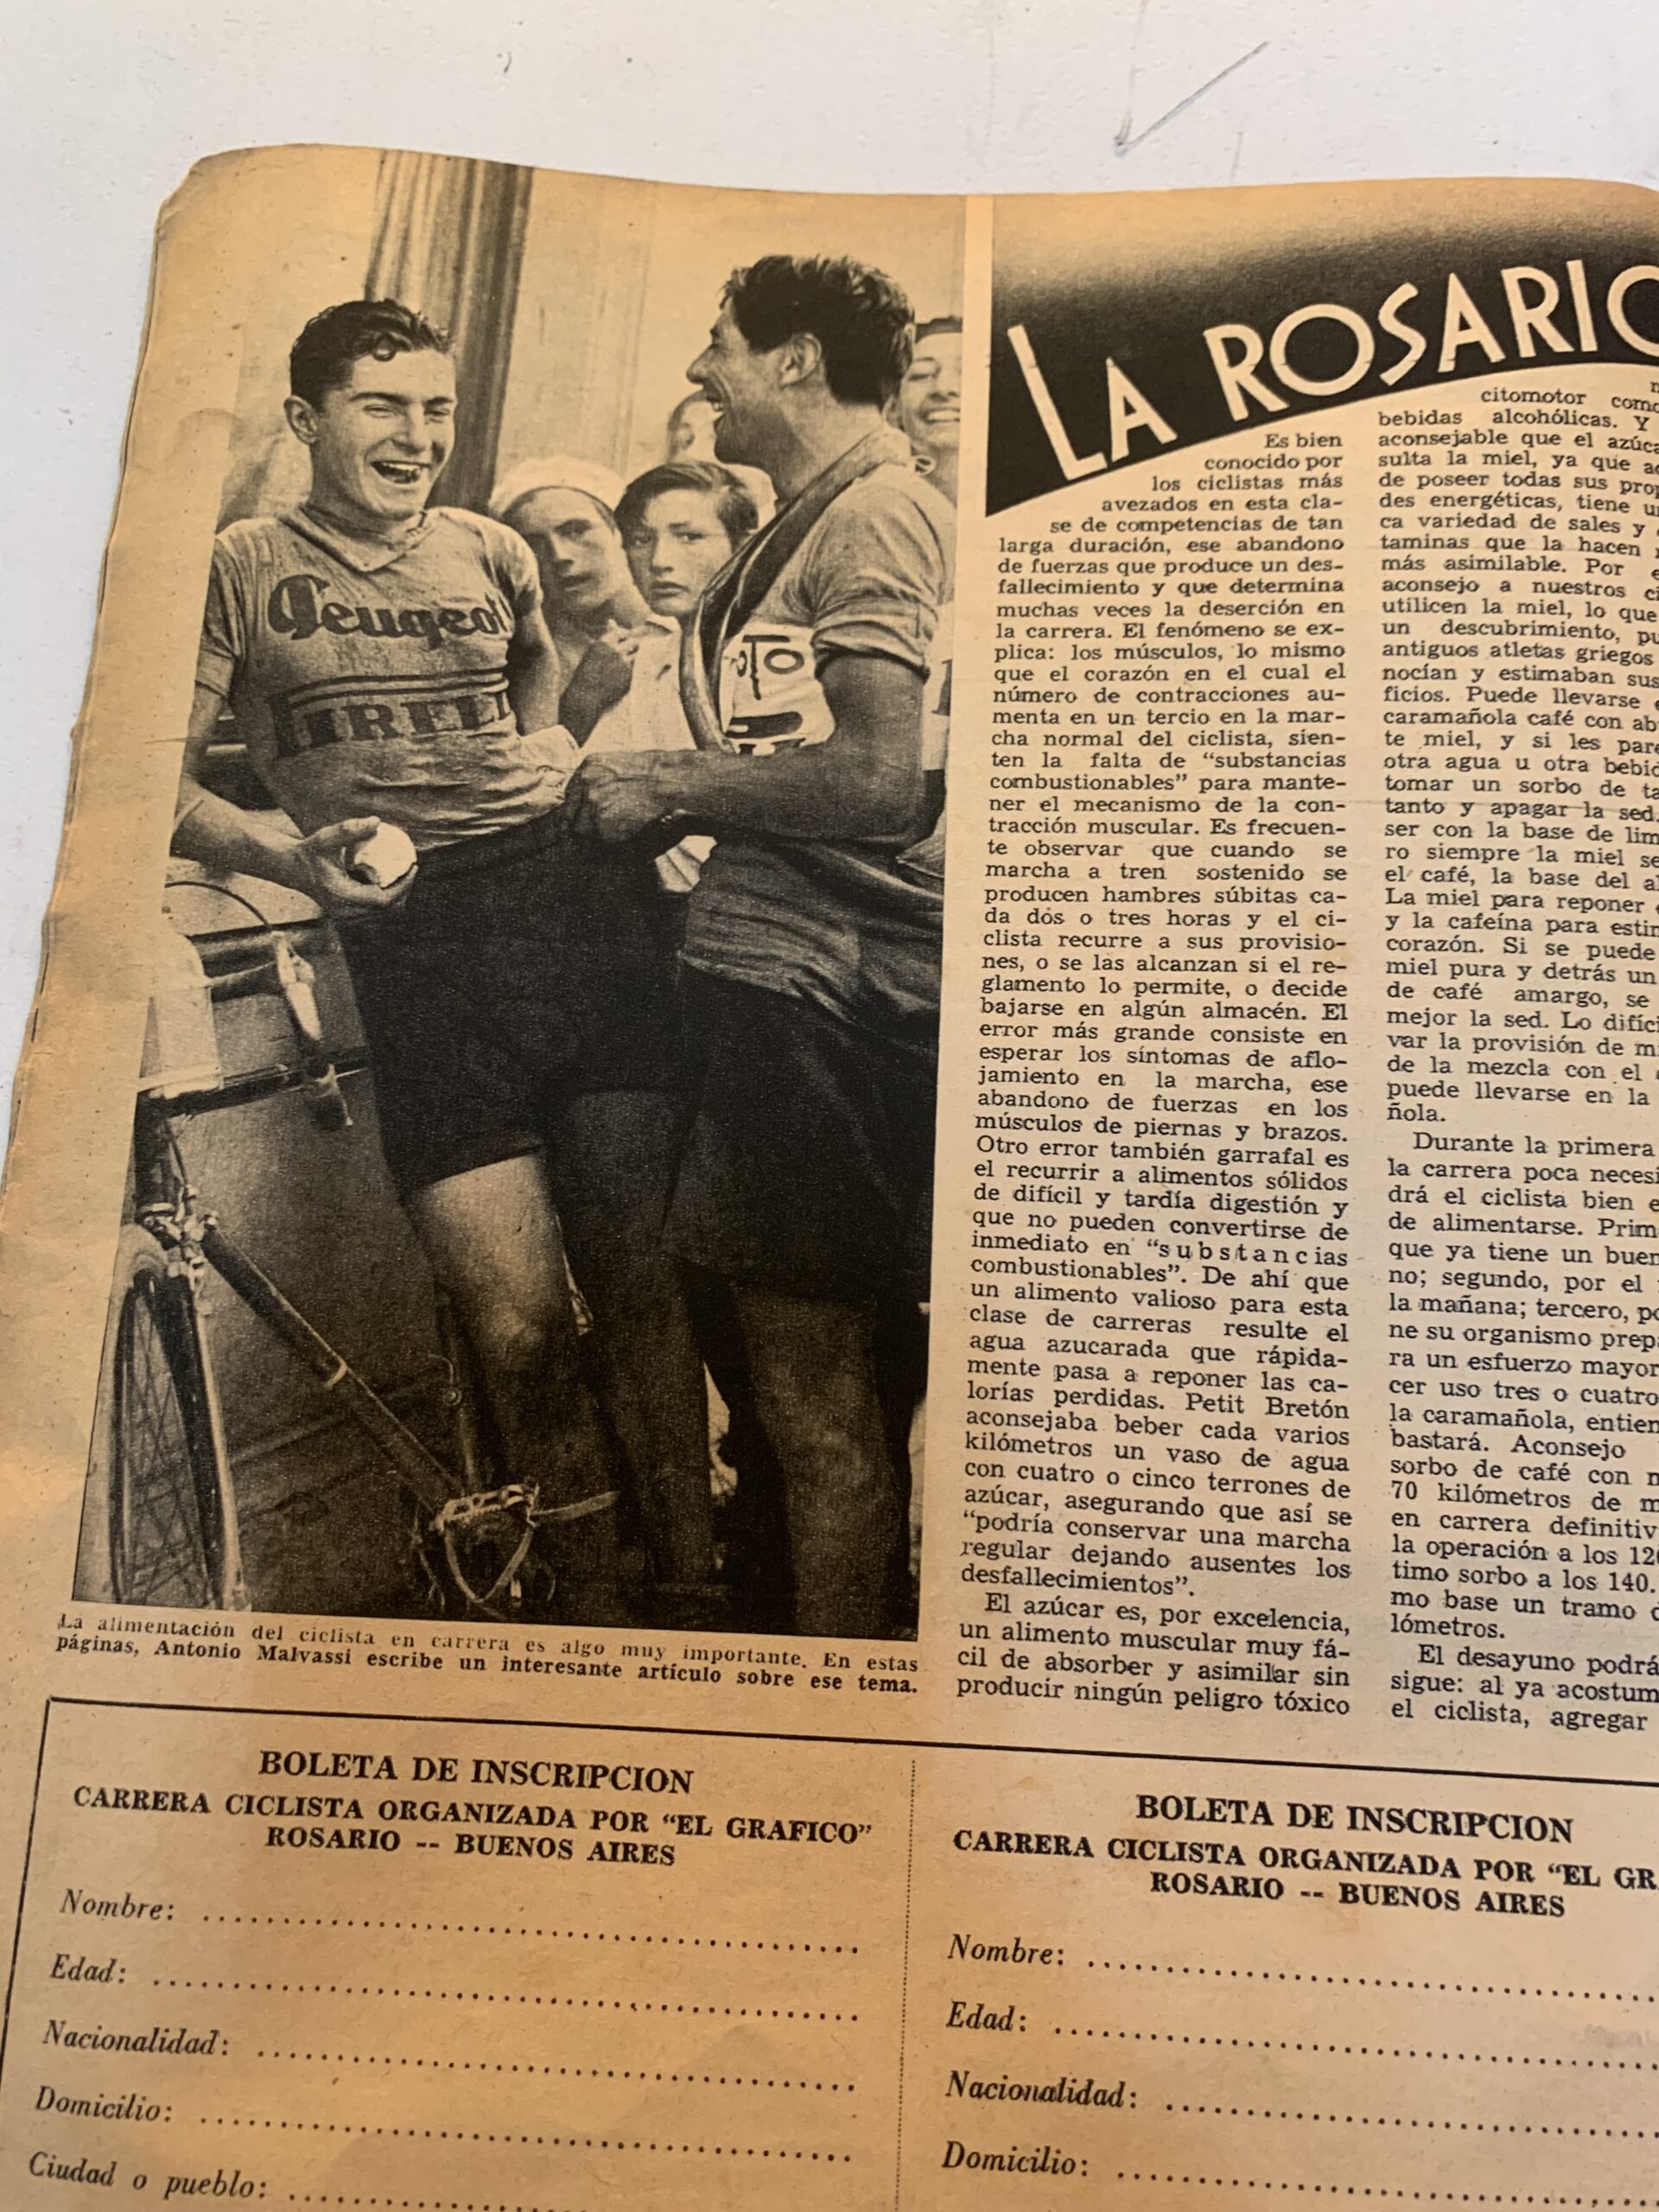 Peugeot
PIRELLI
LA ROSARIO
Es bien
conocido por
los ciclistas más
avezados en esta cla-
se de competencias de tan
larga duración, ese abandono
de fuerzas que produce un des-
fallecimiento y que determina
muchas veces la deserción en
la carrera. El fenómeno se ex-
plica: los músculos, lo mismo
que el corazón en el cual el
número de contracciones au-
menta en un tercio en la mar-
cha normal del ciclista, sien-
ten la falta de “substancias
combustionables” para mante-
ner el mecanismo de la con-
tracción muscular. Es frecuen-
te observar que cuando se
marcha a tren sostenido se
producen hambres súbitas ca-
da dos o tres horas y el ci-
clista recurre a sus provisio-
nes, o se las alcanzan si el re-
glamento lo permite, o decide
bajarse en algún almacén. El
error más grande consiste en
esperar los síntomas de aflo-
jamiento en la marcha, ese
abandono de fuerzas en los
músculos de piernas y brazos.
Otro error también garrafal es
el recurrir a alimentos sólidos
de difícil y tardía digestión y
que no pueden convertirse de
inmediato en “substancias
combustionables”. De ahí que
un alimento valioso para esta
clase de carreras resulte el
agua azucarada que rápida-
mente pasa a reponer las ca-
lorías perdidas. Petit Bretón
aconsejaba beber cada varios
kilómetros un vaso de agua
con cuatro o cinco terrones de
azúcar, asegurando que así se
“podría conservar una marcha
regular dejando ausentes los
desfallecimientos”.
El azúcar es, por excelencia,
un alimento muscular muy fá-
cil de absorber y asimilar sin
producir ningún peligro tóxico
citomotor como
bebidas alcohólicas. Y
aconsejable que el
sulta la miel, ya que
de poseer todas sus
des energéticas, tiene
ca variedad de sales y
taminas que la hacen
más asimilable. Por
aconsejo a nuestros
utilicen la miel, lo que
un descubrimiento,
antiguos atletas griegos
nocían y estimaban sus
ficios. Puede llevarse
caramañola café con
te miel, y si les
otra agua u otra
tomar un sorbo de
tanto y apagar la sed.
ser con la base de
ro siempre la miel
el café, la base del
La miel para reponer
y la cafeína para
corazón. Si se puede
miel pura y detrás un
de café amargo, se
mejor la sed. Lo
var la provisión de
de la mezcla con el
puede llevarse en la
ñola.
Durante la primera
la carrera poca
drá el ciclista bien
de alimentarse.
que ya tiene un
no; segundo, por el
la mañana; tercero,
ne su organismo
ra un esfuerzo mayor
cer uso tres o cuatro
la caramañola,
bastará. Aconsejo
sorbo de café con
70 kilómetros de
en carrera
la operación a los
timo sorbo a los 140.
mo base un tramo
lómetros.
El desayuno podrá
sigue: al ya
el ciclista, agregar
La alimentación del ciclista en carrera es algo muy importante. En estas
páginas, Antonio Malvassi escribe un interesante artículo sobre ese tema.
BOLETA DE INSCRIPCION
CARRERA CICLISTA ORGANIZADA POR “EL GRAFICO”
ROSARIO -- BUENOS AIRES
Nombre:
Edad:
Nacionalidad:
Domicilio:
Ciudad o pueblo:
BOLETA DE INSCRIPCION
CARRERA CICLISTA ORGANIZADA POR “EL GR
ROSARIO -- BUENOS AIRES
Nombre:
Edad:
Nacionalidad:
Domicilio: